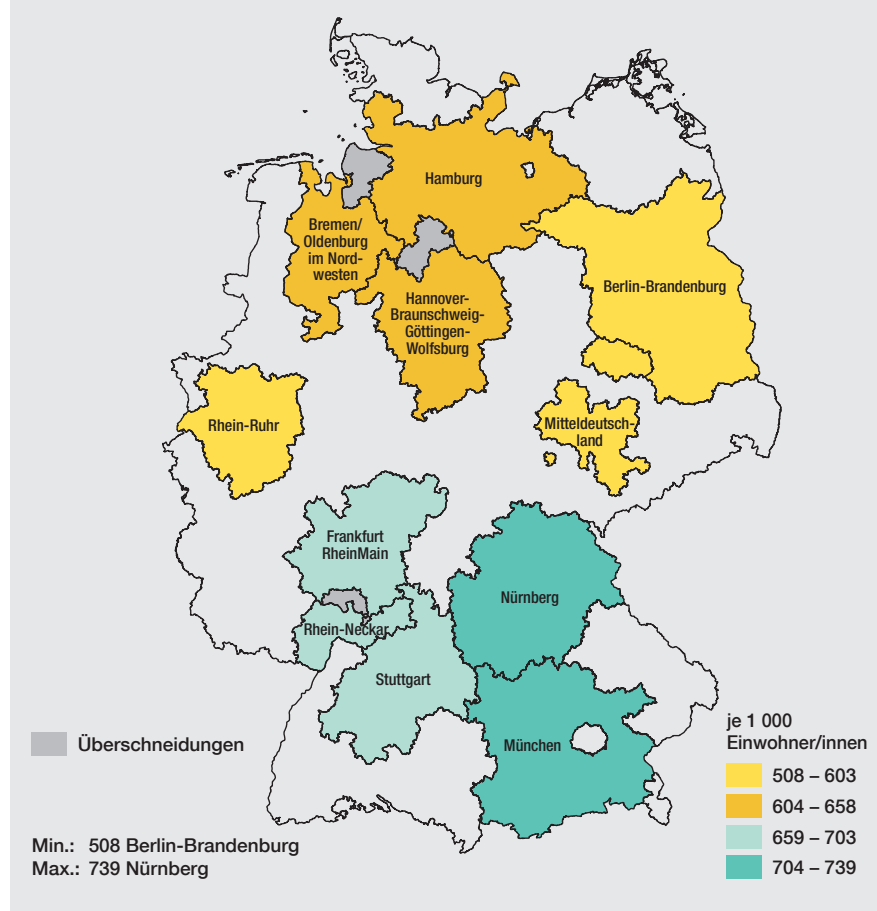 Hamburg
Bremen/
Oldenburg
im Nord-
westen
Berlin-Brandenburg
Hannover-
Braunschweig-
Göttingen-
Wolfsburg
Rhein-Ruhr
Mitteldeutsch-
land
Frankfurt
RheinMain
Nürnberg
Rhein-Neckar
Stuttgart
München
Überschneidungen
je 1 000
Einwohner/innen
508 – 603
604 – 658
659 – 703
704 – 739
Min.: 508 Berlin-Brandenburg
Max.: 739 Nürnberg